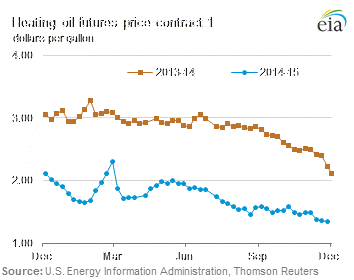 Heating oil futures price contract 1
dollars per gallon
eia
4.00
2013-14
2014-15
3.00
2.00
1.00
Dec
Mar
Jun
Sep
Dec
Source: U.S. Energy Information Administration, Thomson Reuters